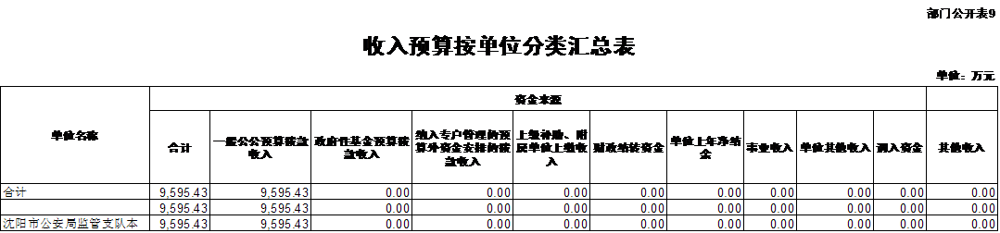 部门公开表9
收入预算按单位分类汇总表
单位：万元
单位名称 资金来源
合计 一般公公预算拨款收入 政府性基金预算拨款收入 纳入专户管理的预算外资金安排的拨款收入 上级补助、附属单位上缴收入 财政结转资金 单位上年净结余 事业收入 单位其他收入 调入资金 其他收入
合计 9,595.43 9,595.43 0.00 0.00 0.00 0.00 0.00 0.00 0.00 0.00 0.00
9,595.43 9,595.43 0.00 0.00 0.00 0.00 0.00 0.00 0.00 0.00 0.00
沈阳市公安局监管支队本 9,595.43 9,595.43 0.00 0.00 0.00 0.00 0.00 0.00 0.00 0.00 0.00